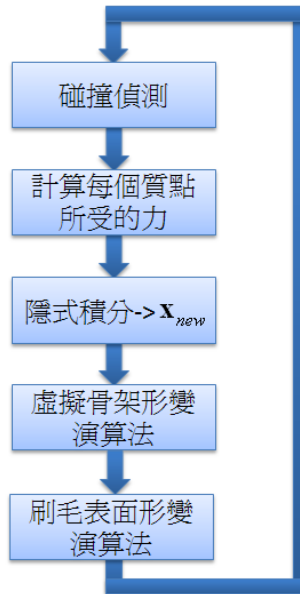 碰撞偵測
計算每個質點
所受的力
隱式積分->x_new
虛擬骨架形變
演算法
刷毛表面形變
演算法